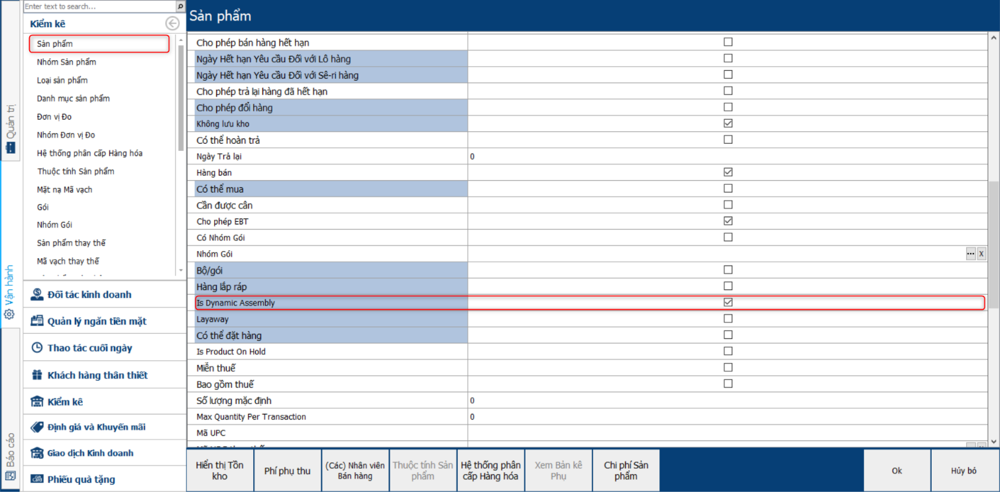 Enter text to search...
Kiểm kê
Sản phẩm
Nhóm Sản phẩm
Loại sản phẩm
Danh mục sản phẩm
Đơn vị Đo
Nhóm Đơn vị Đo
Hệ thống phân cấp Hàng hóa
Thuộc tính Sản phẩm
Mặt nạ Mã vạch
Gói
Nhóm Gói
Sản phẩm thay thế
Mã vạch thay thế
Đối tác kinh doanh
Quản lý ngăn tiền mặt
Thao tác cuối ngày
Khách hàng thân thiết
Kiểm kê
Định giá và Khuyến mãi
Giao dịch Kinh doanh
Phiếu quà tặng
Quản trị
Vận hành
Báo cáo
Sản phẩm
Cho phép bán hàng hết hạn
Ngày Hết hạn Yêu cầu Đối với Lô hàng
Ngày Hết hạn Yêu cầu Đối với Sê-ri hàng
Cho phép trả lại hàng đã hết hạn
Cho phép đổi hàng
Không lưu kho
Có thể hoàn trả
Ngày Trả lại 0
Hàng bán
Có thể mua
Cần được cân
Cho phép EBT
Có Nhóm Gói
Nhóm Gói ... X
Bộ/gói
Hàng lắp ráp
Is Dynamic Assembly
Layaway
Có thể đặt hàng
Is Product On Hold
Miễn thuế
Bao gồm thuế
Số lượng mặc định 0
Max Quantity Per Transaction 0
Mã UPC
Hiển thị Tồn kho
Phí phụ thu
(Các) Nhân viên Bán hàng
Thuộc tính Sản phẩm
Hệ thống phân cấp Hàng hóa
Xem Bản kê Phụ
Chi phí Sản phẩm
Ok
Hủy bỏ